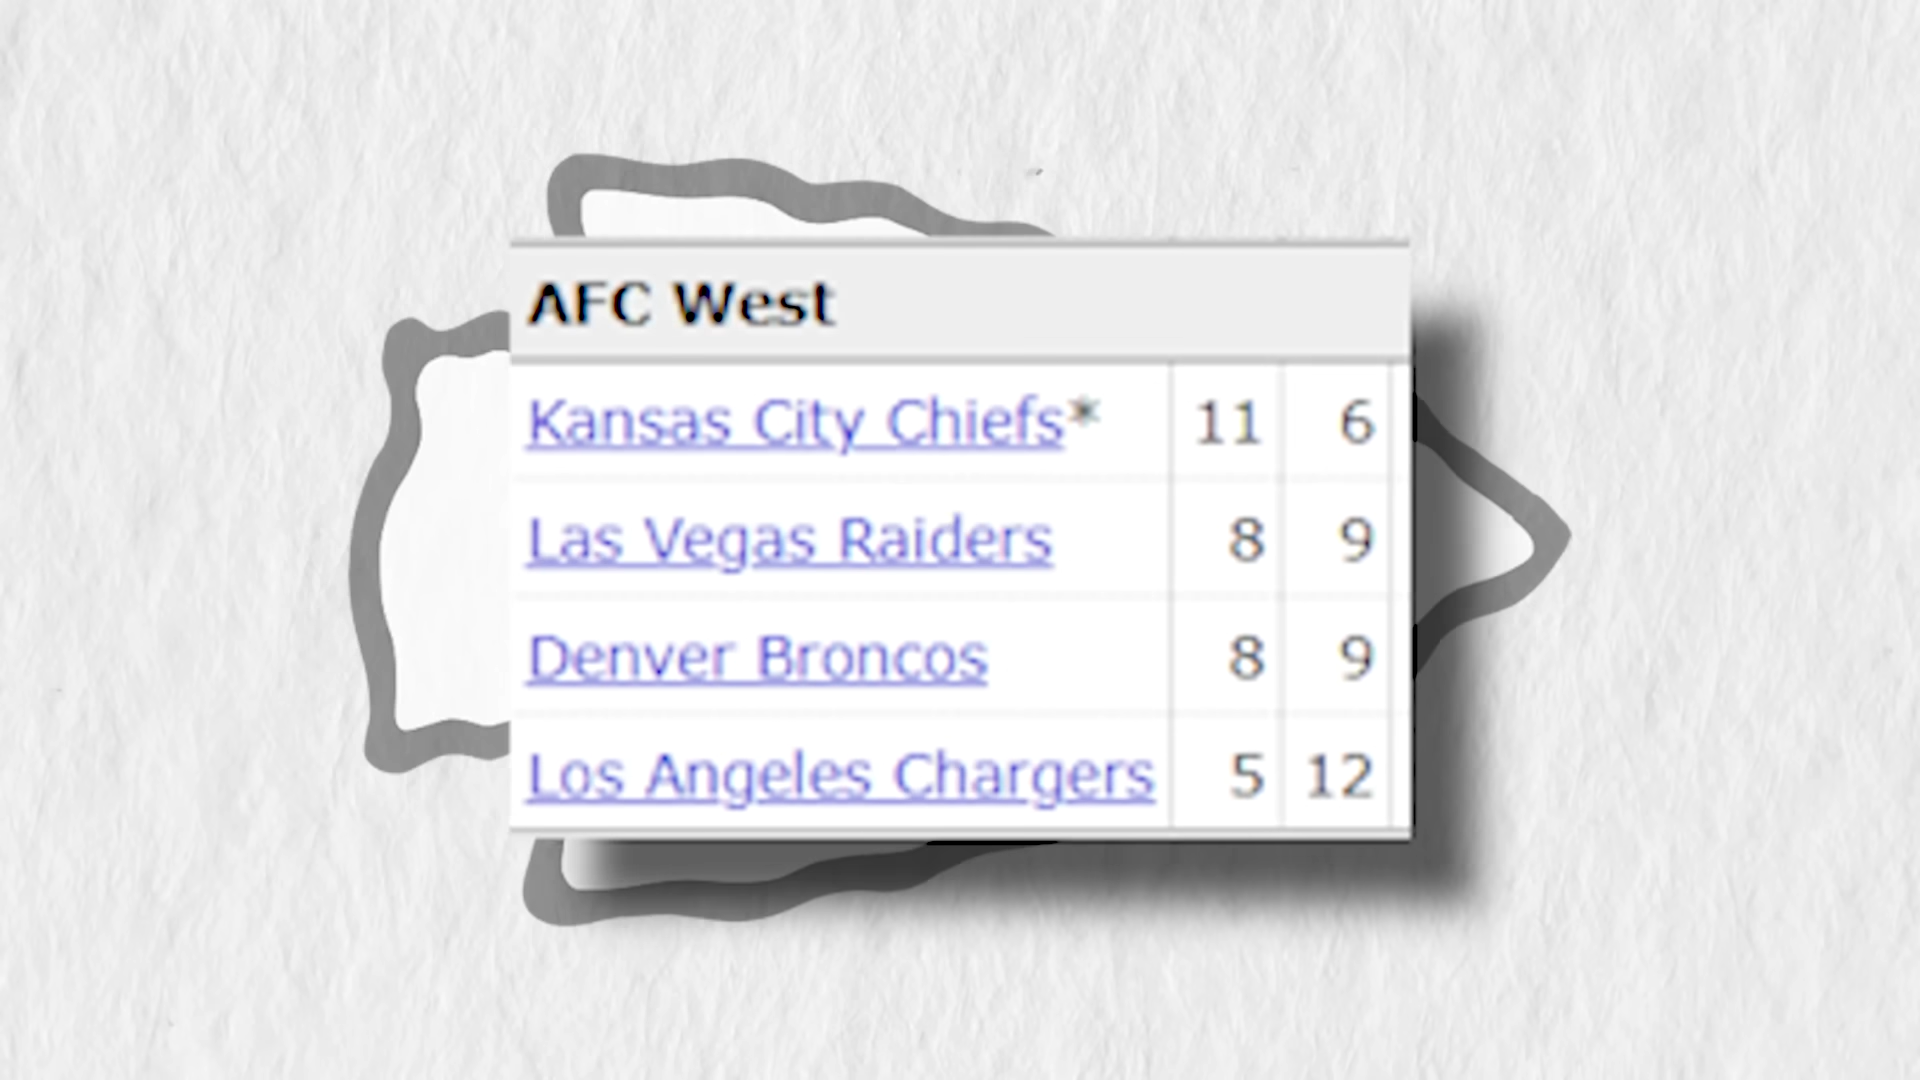 AFC West
Kansas City Chiefs* 11 6
Las Vegas Raiders 8 9
Denver Broncos 8 9
Los Angeles Chargers 5 12